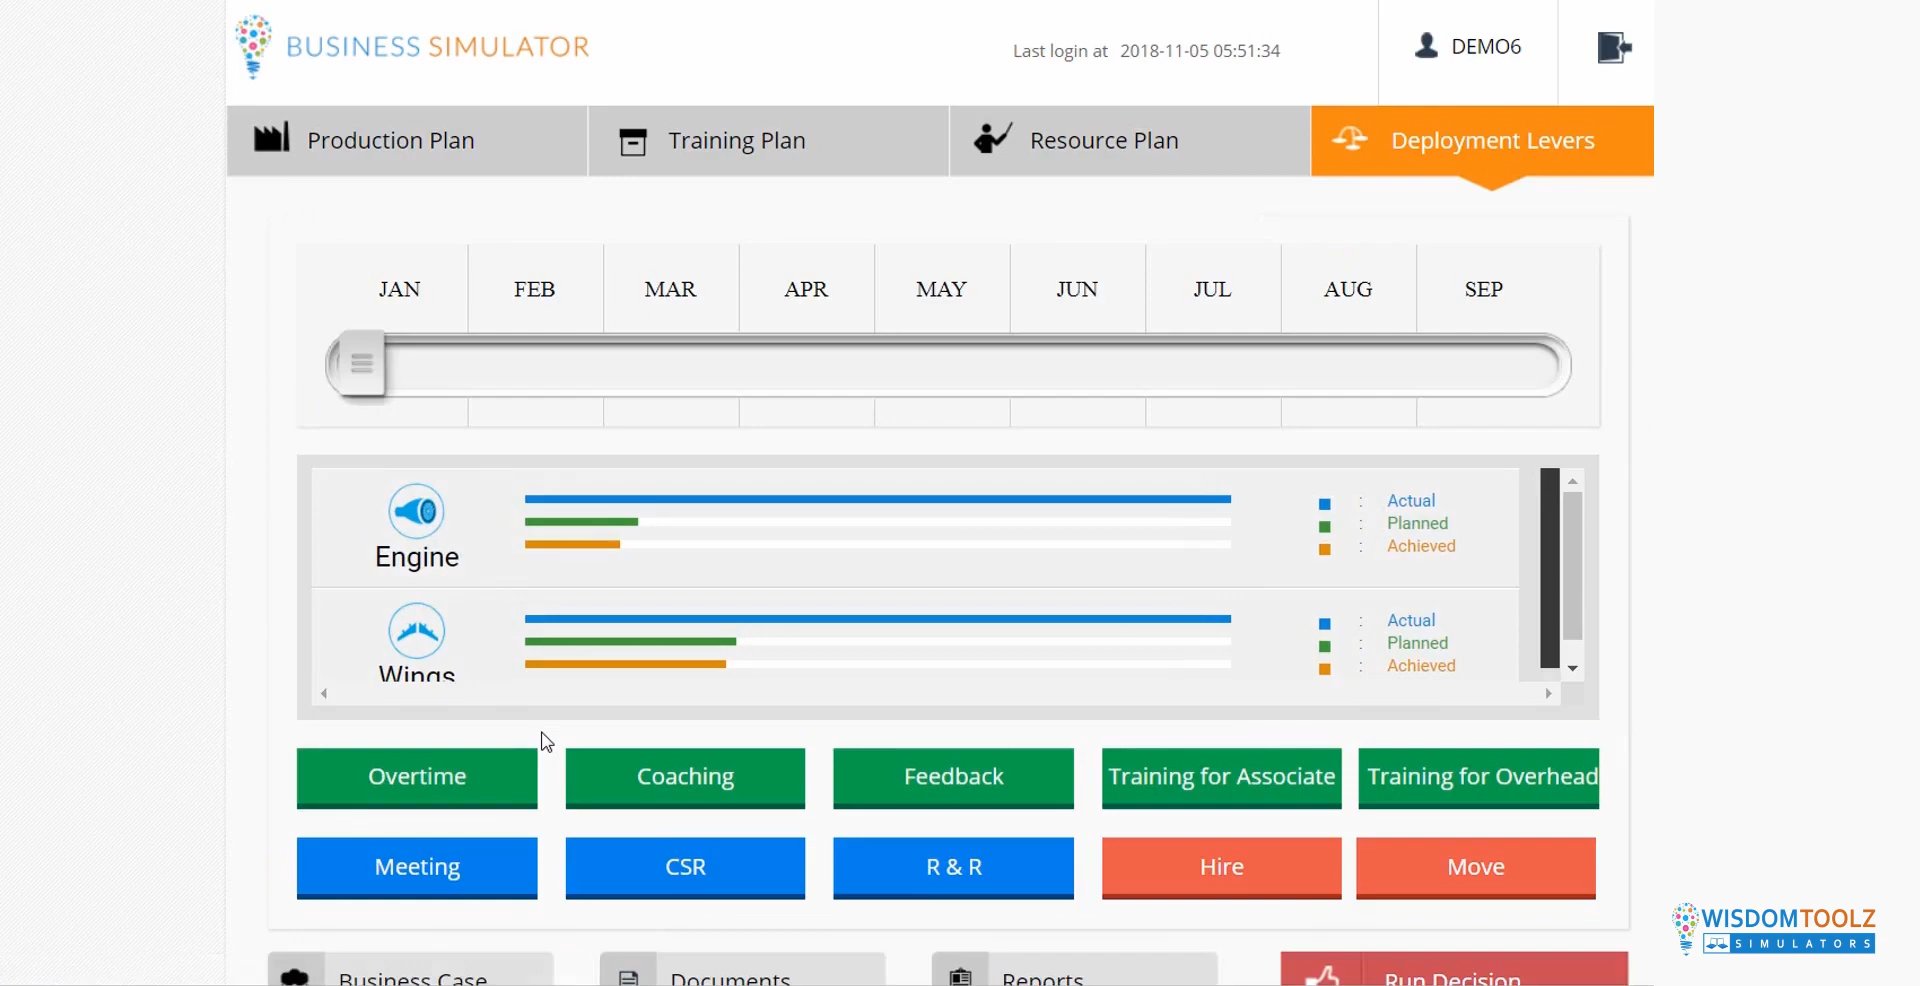 BUSINESS SIMULATOR
Last login at 2018-11-05 05:51:34
DEMO6
Production Plan
Training Plan
Resource Plan
Deployment Levers
JAN FEB MAR APR MAY JUN JUL AUG SEP
Engine
: Actual
: Planned
: Achieved
Wings
: Actual
: Planned
: Achieved
Overtime
Coaching
Feedback
Training for Associate
Training for Overhead
Meeting
CSR
R & R
Hire
Move
Business Case
Documents
Reports
Run Decision
WISDOMTOOLZ
SIMULATORS